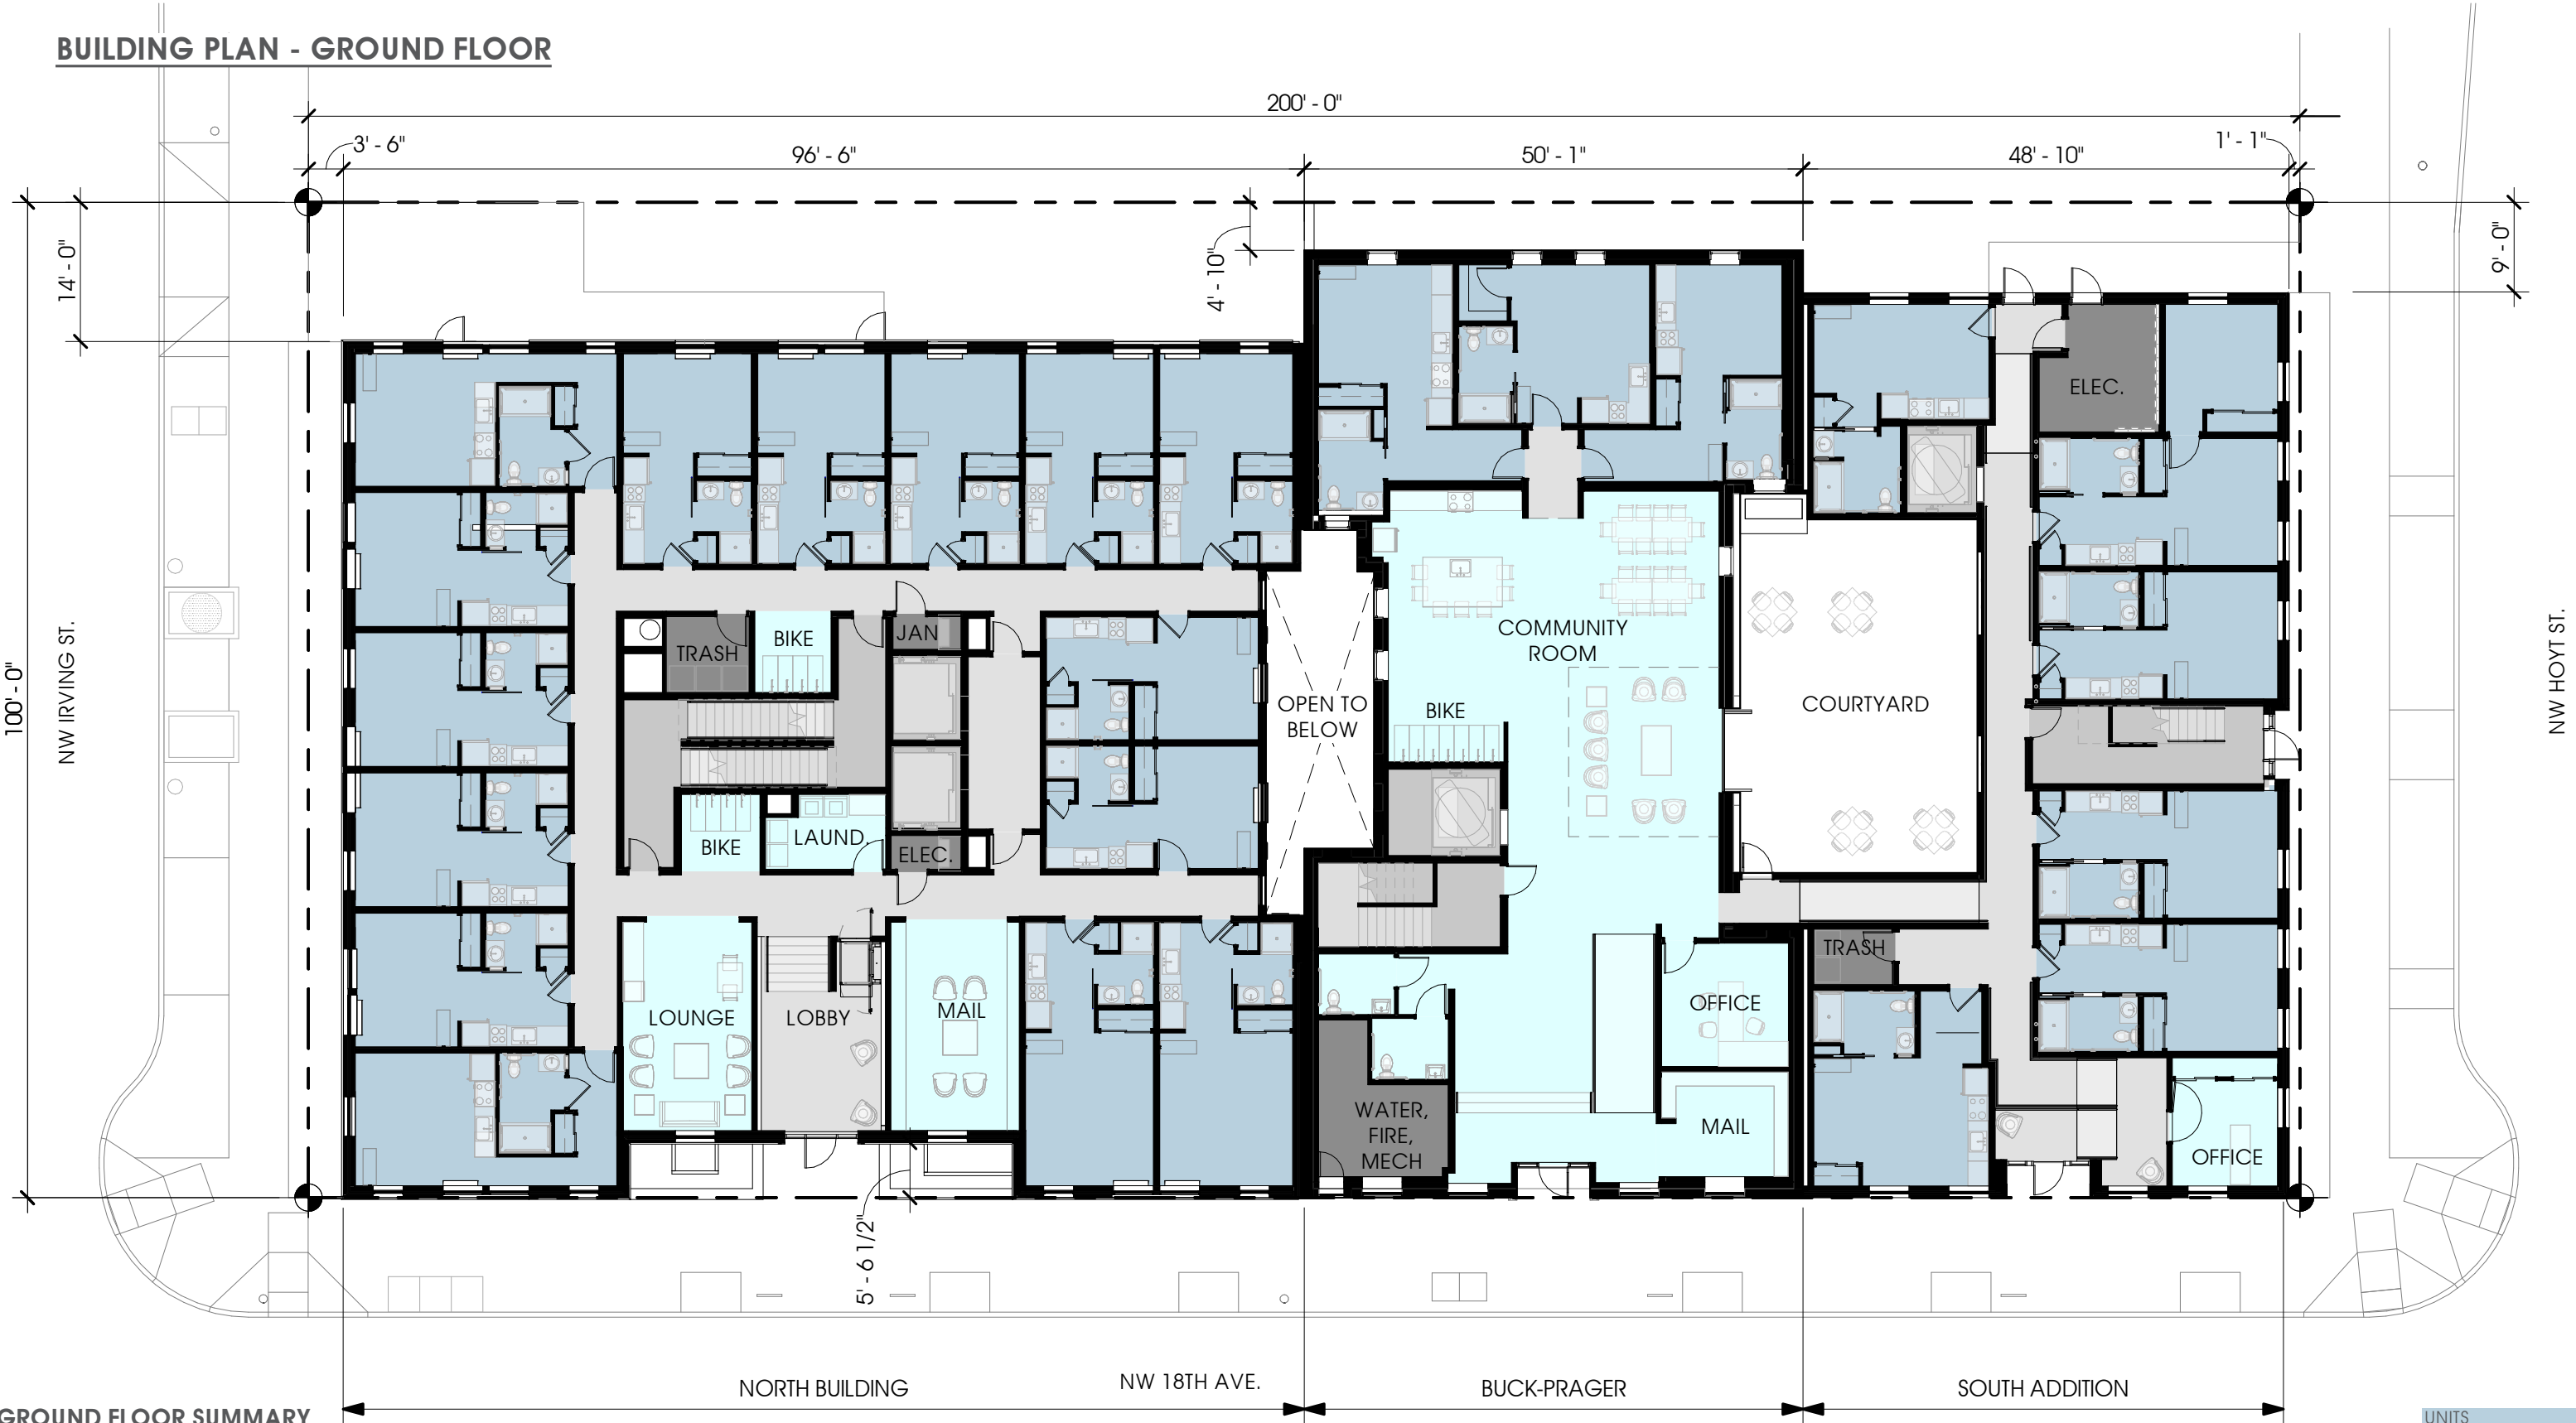 BUILDING PLAN - GROUND FLOOR
200' - 0"
3' - 6"
96' - 6"
50' - 1"
48' - 10"
1' - 1"
14' - 0"
4' - 10"
9' - 0"
100' - 0"
NW IRVING ST.
NW HOYT ST.
ELEC.
TRASH
BIKE
JAN
COMMUNITY
ROOM
OPEN TO
BELOW
BIKE
COURTYARD
BIKE
LAUND.
ELEC.
TRASH
LOUNGE
LOBBY
MAIL
OFFICE
WATER,
FIRE,
MECH
MAIL
OFFICE
5' - 6 1/2"
NORTH BUILDING
NW 18TH AVE.
BUCK-PRAGER
SOUTH ADDITION
GROUND FLOOR SUMMARY
UNITS